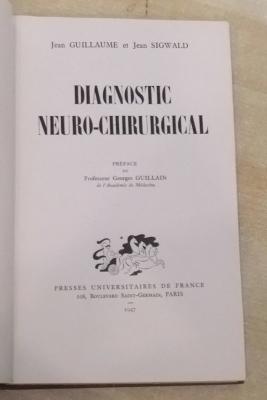 Jean GUILLAUME et Jean SIGWALD
DIAGNOSTIC
NEURO-CHIRURGICAL
PRÉFACE
DU
Professeur Georges GUILLAIN
de l'Académie de Médecine
PRESSES UNIVERSITAIRES DE FRANCE
108, BOULEVARD SAINT-GERMAIN, PARIS
1947